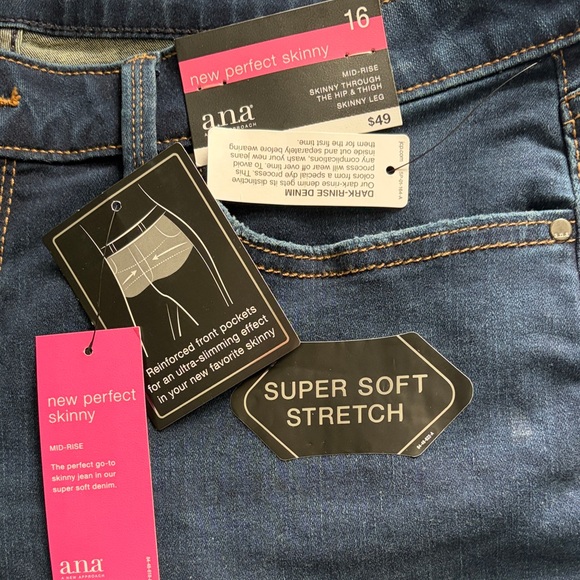 16
new perfect skinny
MID-RISE
SKINNY THROUGH
THE HIP & THIGH
SKINNY LEG
a.n.a
APPROACH
$49
DARK-RINSE DENIM
Our dark-rinse denim gets its distinctive
colors from a special dye process. This
process will wear off over time. To avoid
any complications, wash your new jeans
inside out and separately before wearing
them for the first time.
Reinforced front pockets
for an ultra-slimming effect
in your new favorite skinny
SUPER SOFT
STRETCH
new perfect
skinny
MID-RISE
The perfect go-to
skinny jean in our
super soft denim.
a.n.a
A NEW APPROACH